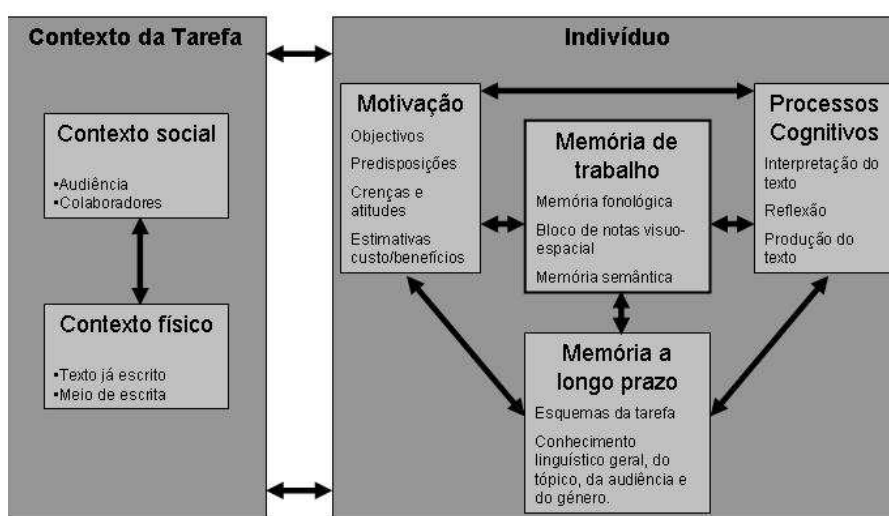 Contexto da Tarefa
Contexto social
•Audiência
•Colaboradores
Contexto físico
•Texto já escrito
•Meio de escrita
Indivíduo
Motivação
Objectivos
Predisposições
Crenças e
atitudes
Estimativas
custo/benefícios
Memória de
trabalho
Memória fonológica
Bloco de notas visuo-
espacial
Memória semântica
Processos
Cognitivos
Interpretação do
texto
Reflexão
Produção do
texto
Memória a
longo prazo
Esquemas da tarefa
Conhecimento
linguístico geral, do
tópico, da audiência e
do género.